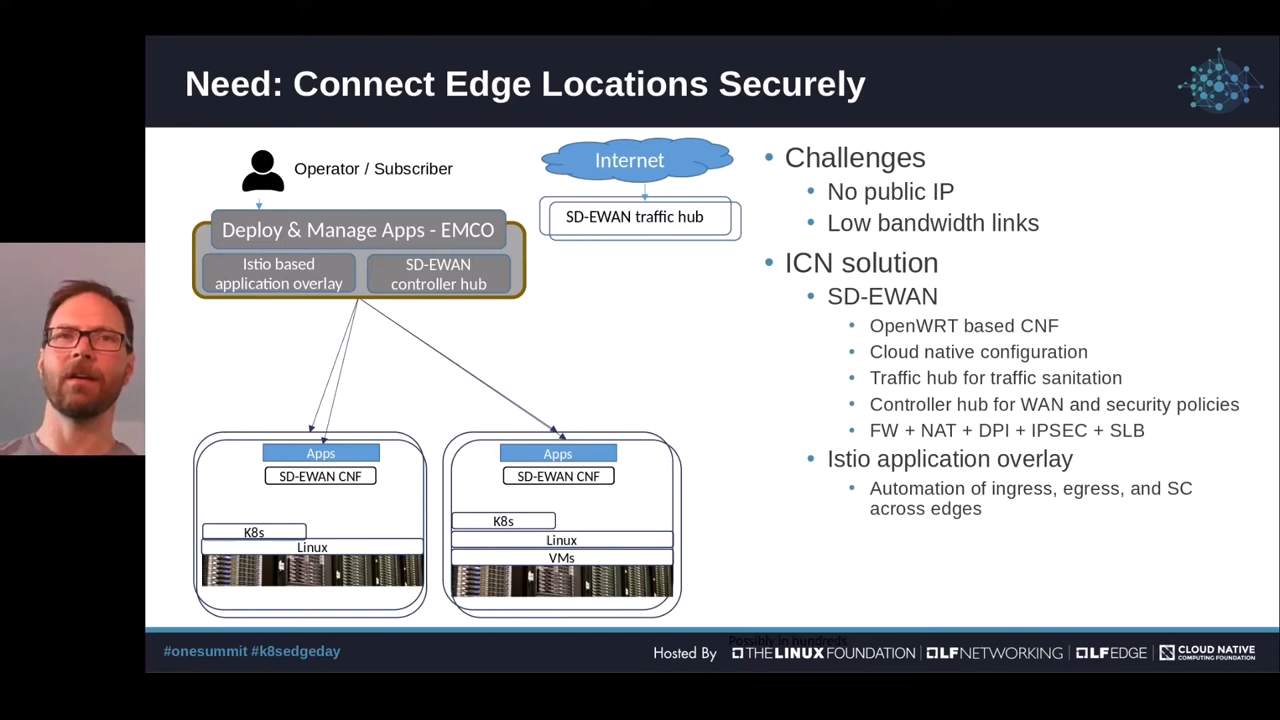 Need: Connect Edge Locations Securely
Operator / Subscriber
Internet
SD-EWAN traffic hub
Deploy & Manage Apps - EMCO
Istio based
application overlay
SD-EWAN
controller hub
Apps
SD-EWAN CNF
K8s
Linux
Apps
SD-EWAN CNF
K8s
Linux
VMs
• Challenges
• No public IP
• Low bandwidth links
• ICN solution
• SD-EWAN
• OpenWRT based CNF
• Cloud native configuration
• Traffic hub for traffic sanitation
• Controller hub for WAN and security policies
• FW + NAT + DPI + IPSEC + SLB
• Istio application overlay
• Automation of ingress, egress, and SC
across edges
Possibly in hundreds
#onesummit #k8sedgeday
Hosted By
THE LINUX FOUNDATION
LFNETWORKING
LFEDGE
CLOUD NATIVE
COMPUTING FOUNDATION